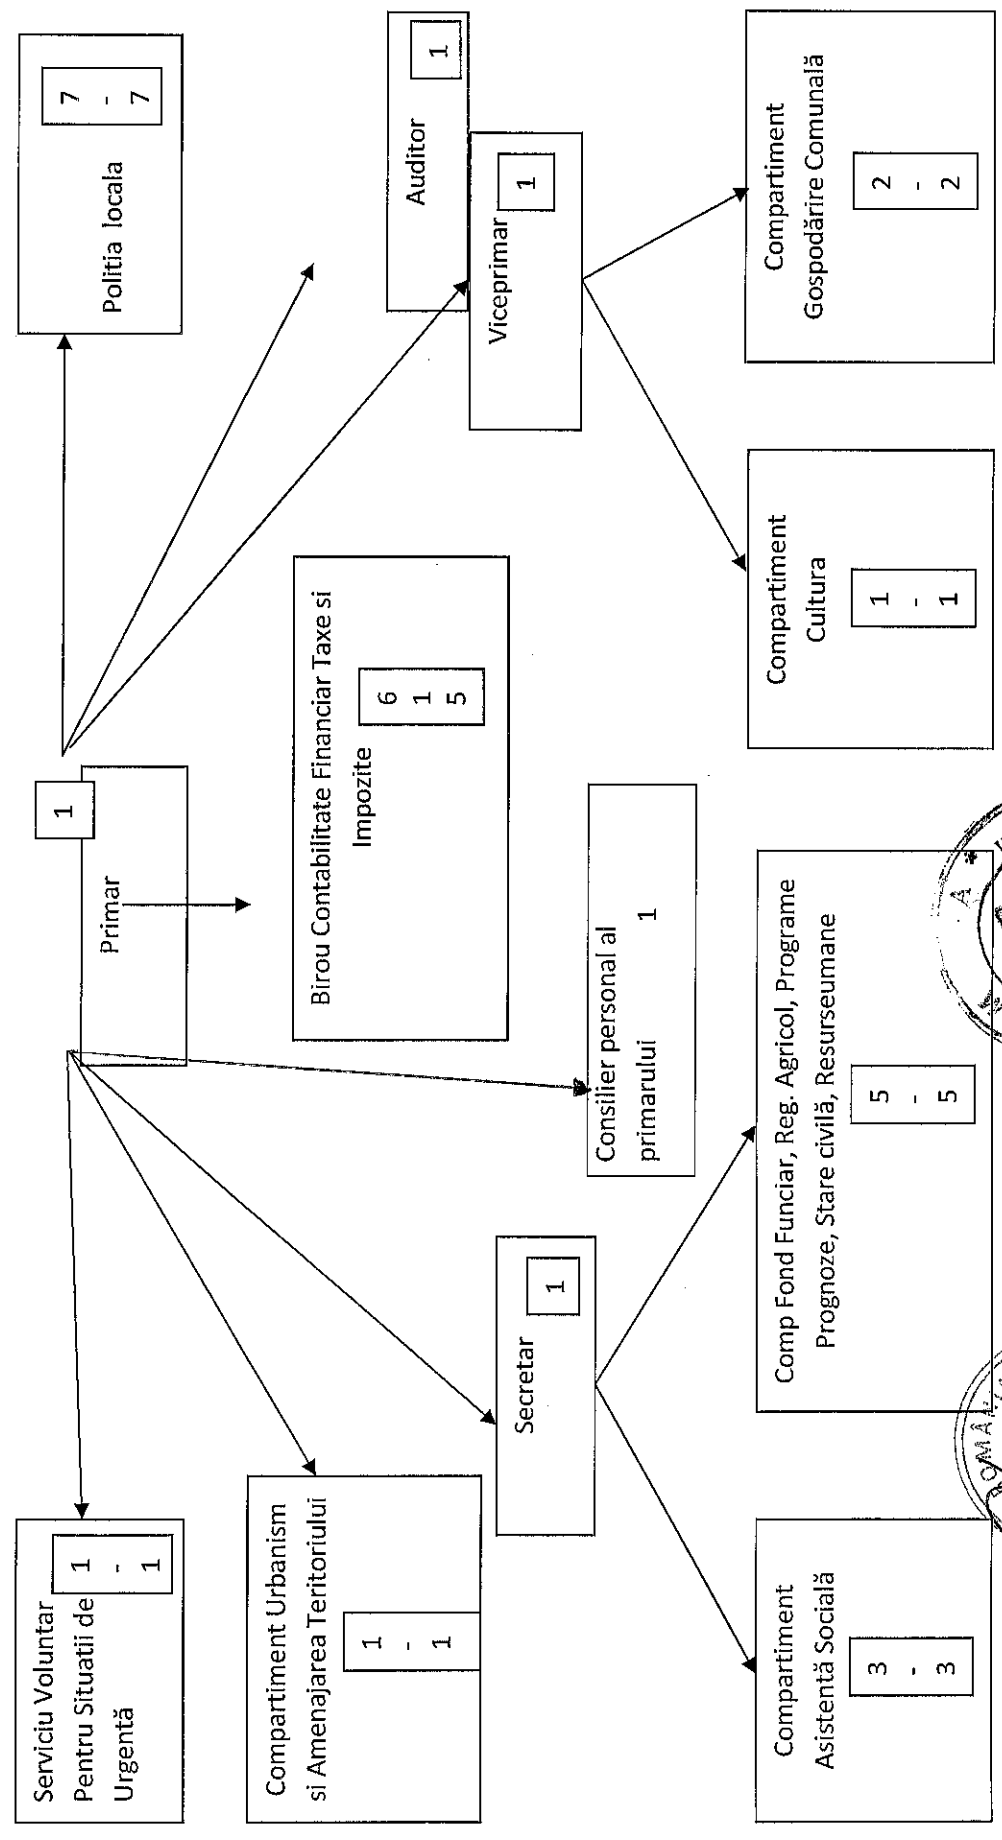 1
Primar
Serviciu Voluntar
Pentru Situatii de
Urgentă
1
-
1
Politia locala
7
-
7
Compartiment Urbanism
si Amenajarea Teritoriului
1
-
1
Birou Contabilitate Financiar Taxe si
Impozite
6
1
5
Auditor
1
Viceprimar
1
Secretar
1
Consilier personal al
primarului 1
Compartiment
Asistentă Socială
3
-
3
Comp Fond Funciar, Reg. Agricol, Programe
Prognoze, Stare civilă, Resurseumane
5
-
5
Compartiment
Cultura
1
-
1
Compartiment
Gospodărire Comunală
2
-
2